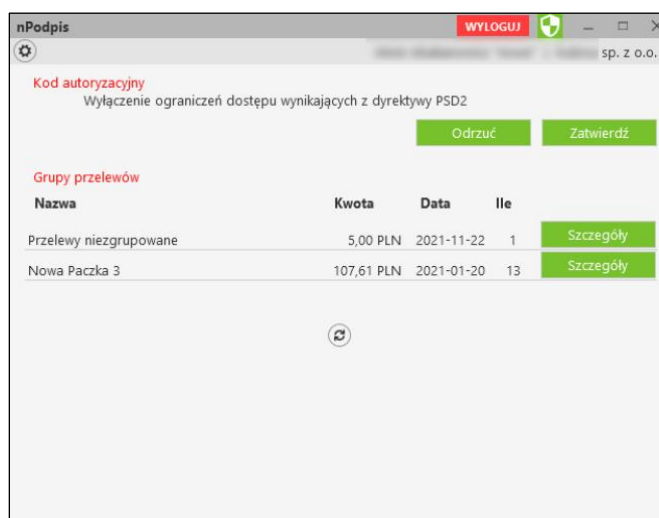 nPodpis WYLOGUJ
sp. z o.o.
Kod autoryzacyjny
Wyłączenie ograniczeń dostępu wynikających z dyrektywy PSD2
Odrzuć Zatwierdź
Grupy przelewów
Nazwa Kwota Data Ile
Przelewy niezgrupowane 5,00 PLN 2021-11-22 1 Szczegóły
Nowa Paczka 3 107,61 PLN 2021-01-20 13 Szczegóły